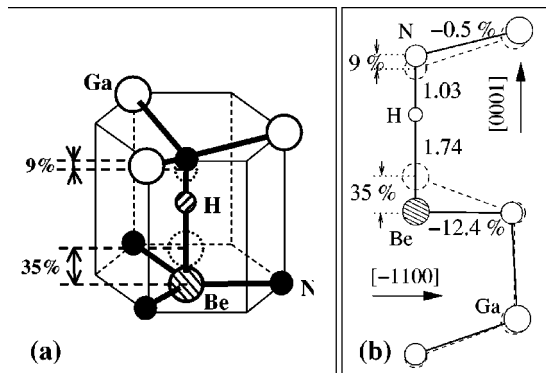 Ga
9%
H
35%
Be
N
(a)
N
−0.5 %
9 %
1.03
H
[0001]
1.74
35 %
Be
−12.4 %
[−1100]
Ga
(b)